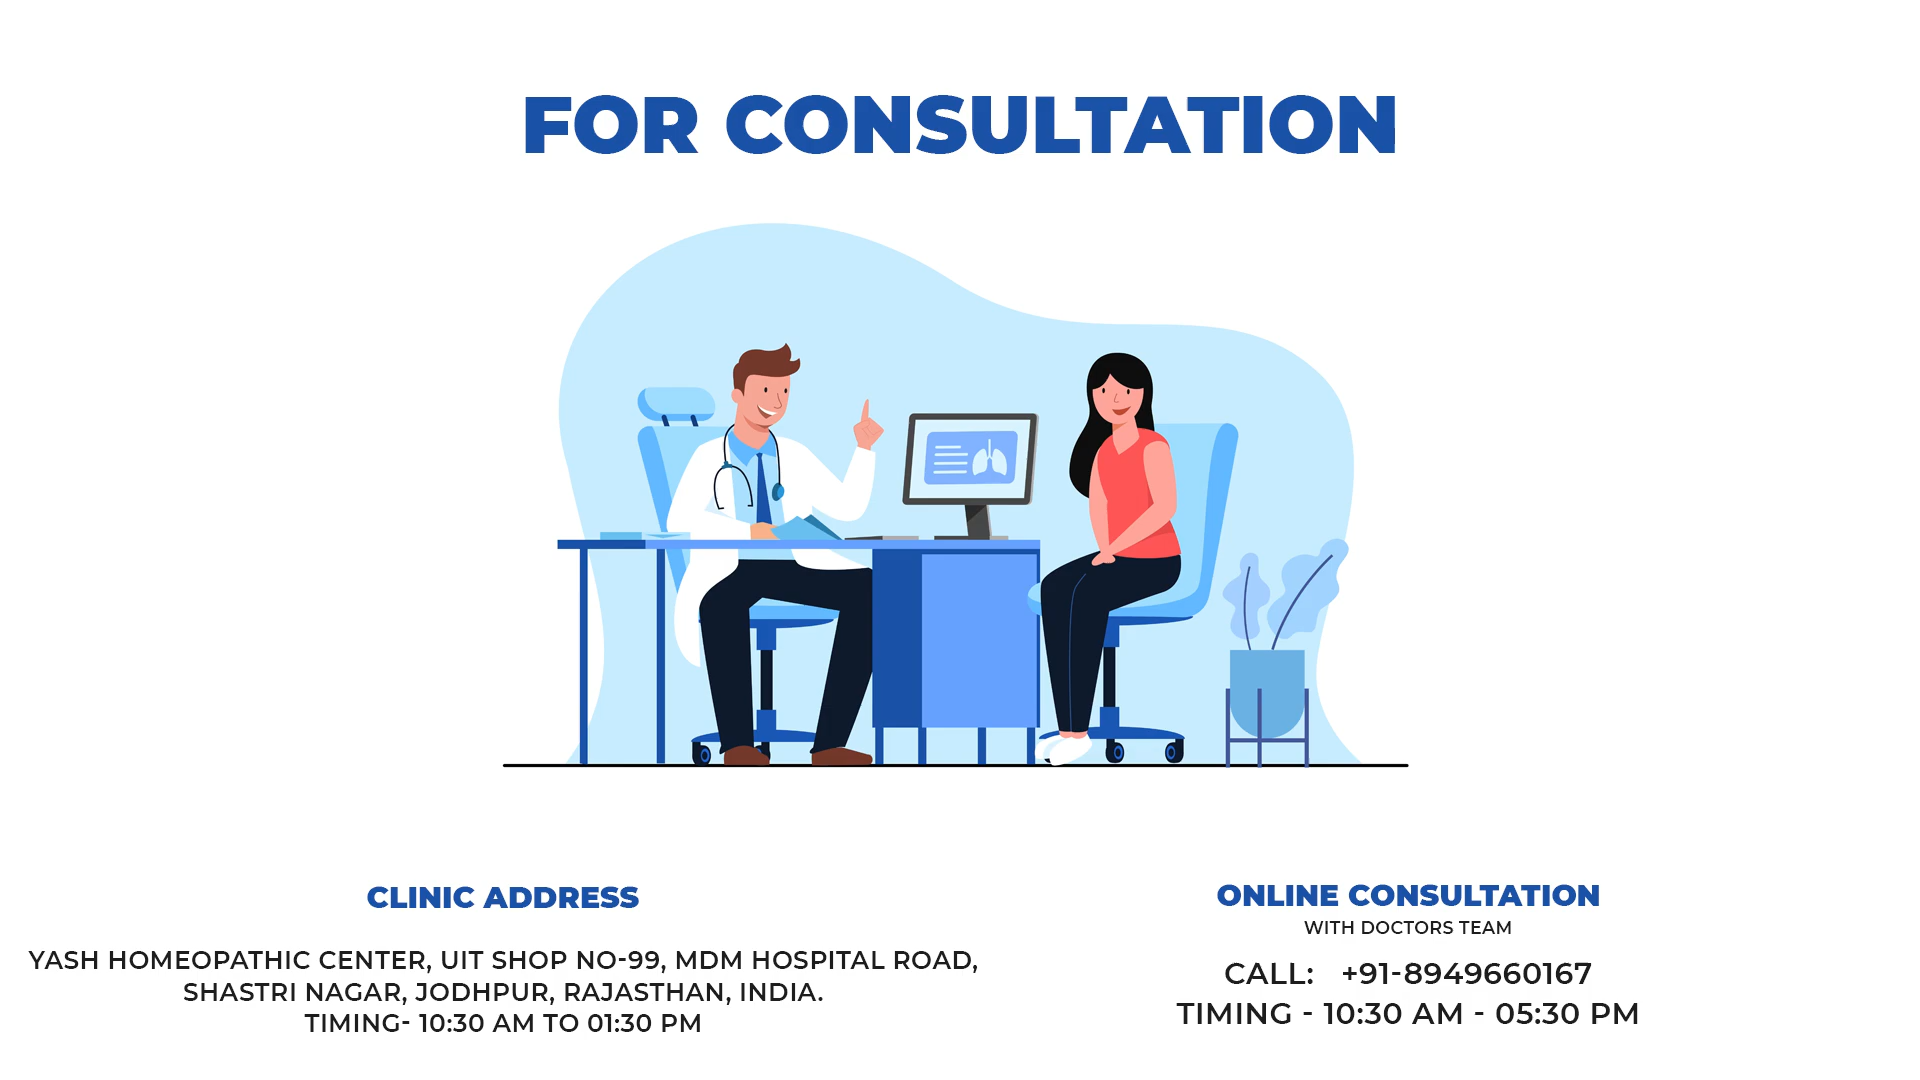 FOR CONSULTATION
CLINIC ADDRESS
YASH HOMEOPATHIC CENTER, UIT SHOP NO-99, MDM HOSPITAL ROAD,
SHASTRI NAGAR, JODHPUR, RAJASTHAN, INDIA.
TIMING- 10:30 AM TO 01:30 PM
ONLINE CONSULTATION
WITH DOCTORS TEAM
CALL: +91-8949660167
TIMING - 10:30 AM - 05:30 PM